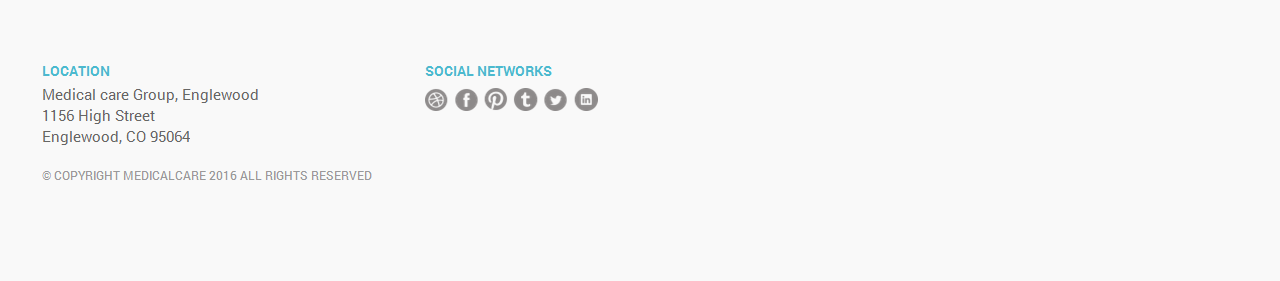 LOCATION
Medical care Group, Englewood
1156 High Street
Englewood, CO 95064
© COPYRIGHT MEDICALCARE 2016 ALL RIGHTS RESERVED
SOCIAL NETWORKS